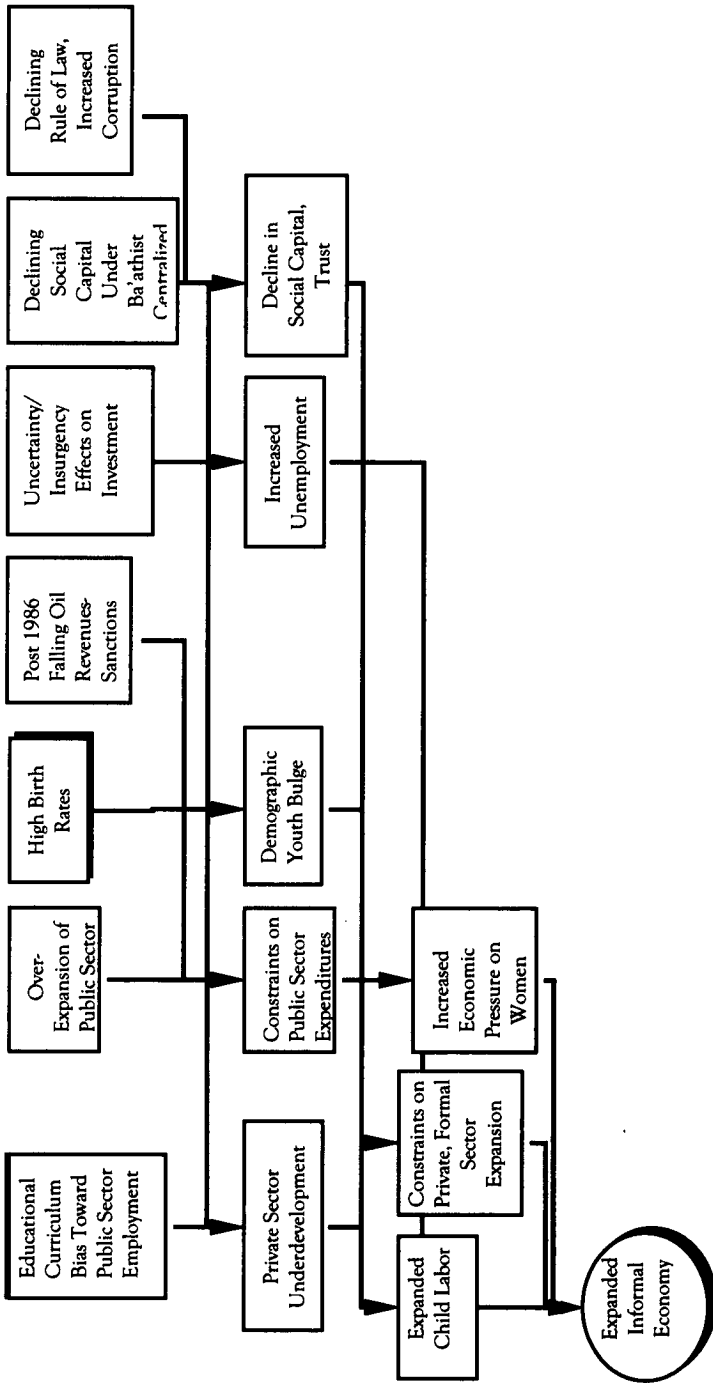 Educational
Curriculum
Bias Toward
Public Sector
Employment
Over-
Expansion of
Public Sector
High Birth
Rates
Post 1986
Falling Oil
Revenues-
Sanctions
Uncertainty/
Insurgency
Effects on
Investment
Declining
Social
Capital
Under
Ba'athist
Centralized
Declining
Rule of Law,
Increased
Corruption
Private Sector
Underdevelopment
Constraints on
Public Sector
Expenditures
Demographic
Youth Bulge
Increased
Unemployment
Decline in
Social Capital,
Trust
Expanded
Child Labor
Constraints on
Private, Formal
Sector
Expansion
Increased
Economic
Pressure on
Women
Expanded
Informal
Economy